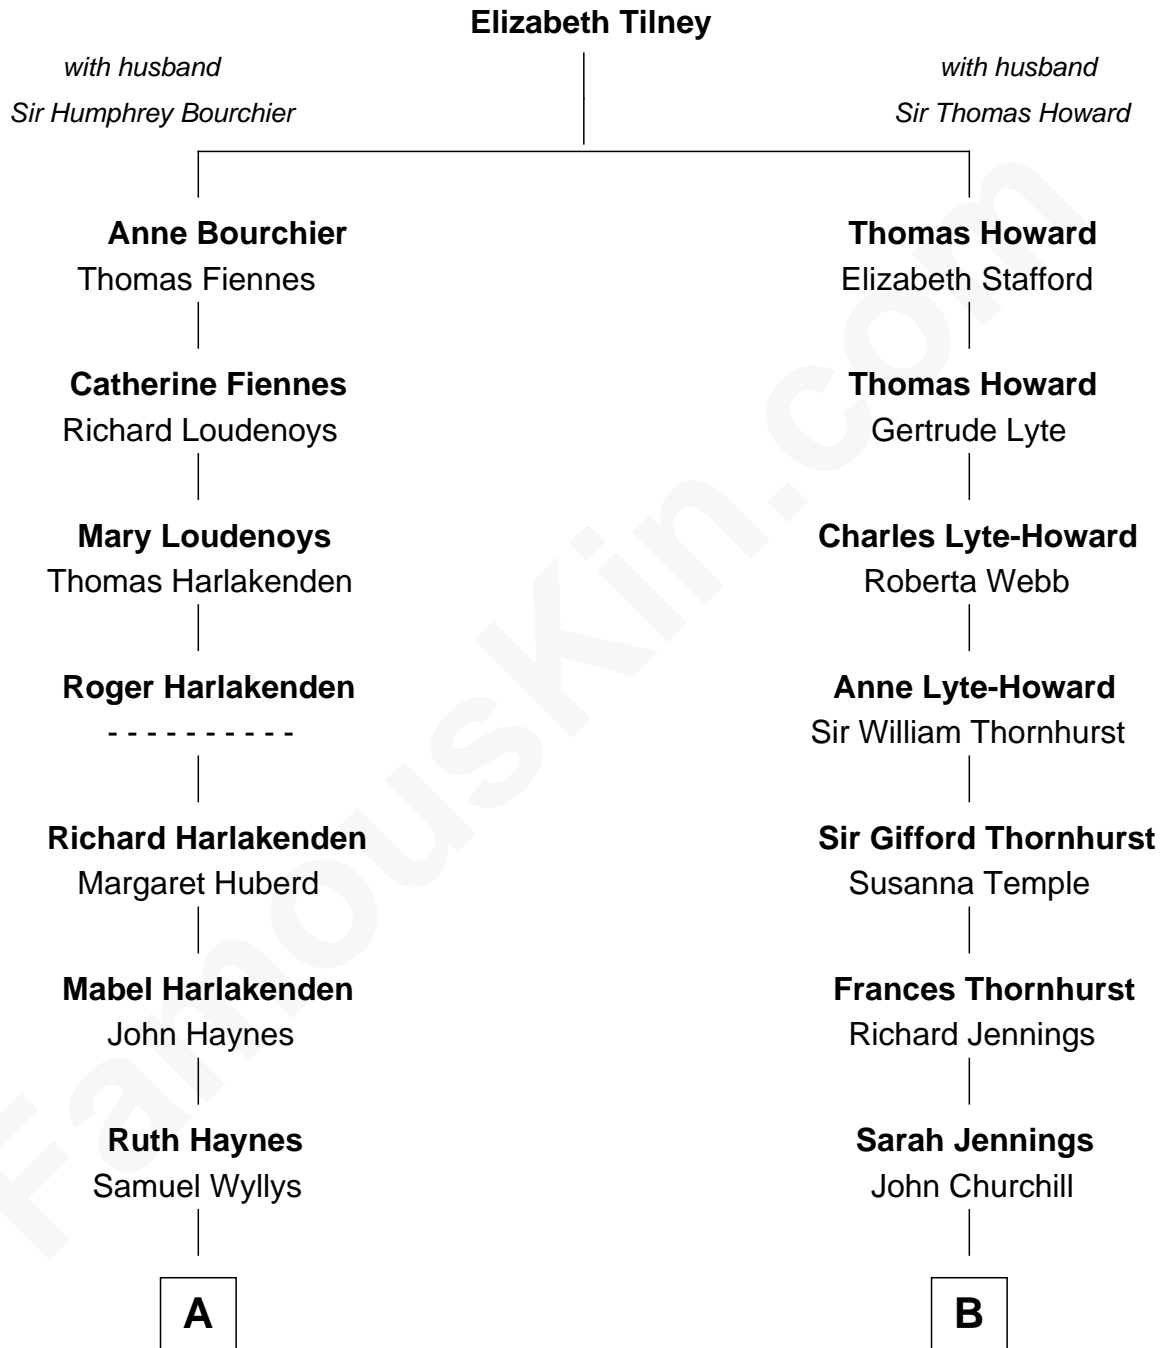 Elizabeth Tilney
with husband
Sir Humphrey Bourchier
with husband
Sir Thomas Howard
Anne Bourchier
Thomas Fiennes
Thomas Howard
Elizabeth Stafford
Catherine Fiennes
Richard Loudenoys
Thomas Howard
Gertrude Lyte
Mary Loudenoys
Thomas Harlakenden
Charles Lyte-Howard
Roberta Webb
Roger Harlakenden
- - - - - - - - - -
Anne Lyte-Howard
Sir William Thornhurst
Richard Harlakenden
Margaret Huberd
Sir Gifford Thornhurst
Susanna Temple
Mabel Harlakenden
John Haynes
Frances Thornhurst
Richard Jennings
Ruth Haynes
Samuel Wyllys
Sarah Jennings
John Churchill
A
B
FamousKin.com